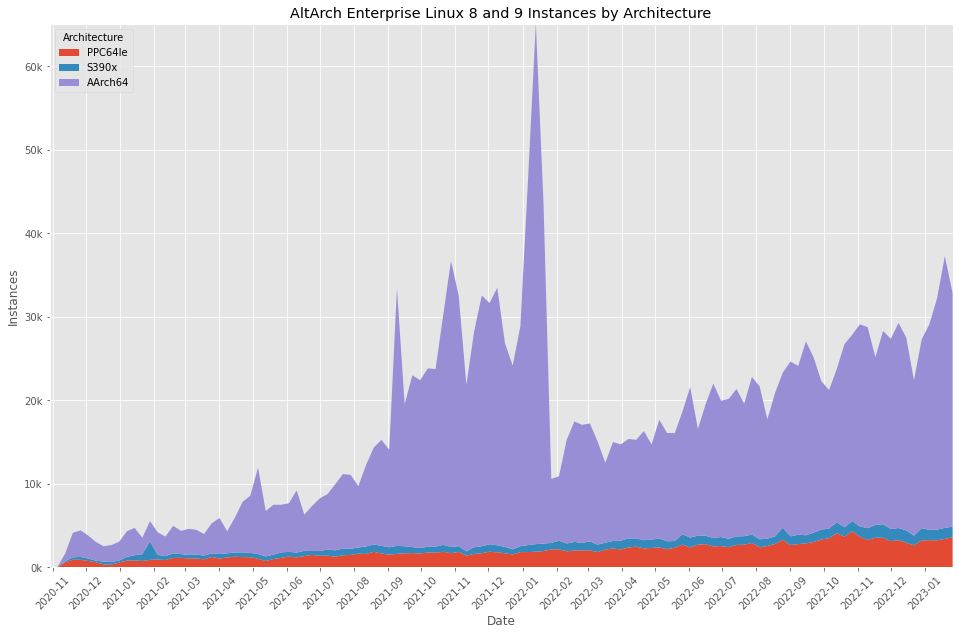 AltArch Enterprise Linux 8 and 9 Instances by Architecture
Architecture
PPC64le
S390x
AArch64
Instances
60k
50k
40k
30k
20k
10k
0k
2020-11
2020-12
2021-01
2021-02
2021-03
2021-04
2021-05
2021-06
2021-07
2021-08
2021-09
2021-10
2021-11
2021-12
2022-01
2022-02
2022-03
2022-04
2022-05
2022-06
2022-07
2022-08
2022-09
2022-10
2022-11
2022-12
2023-01
Date